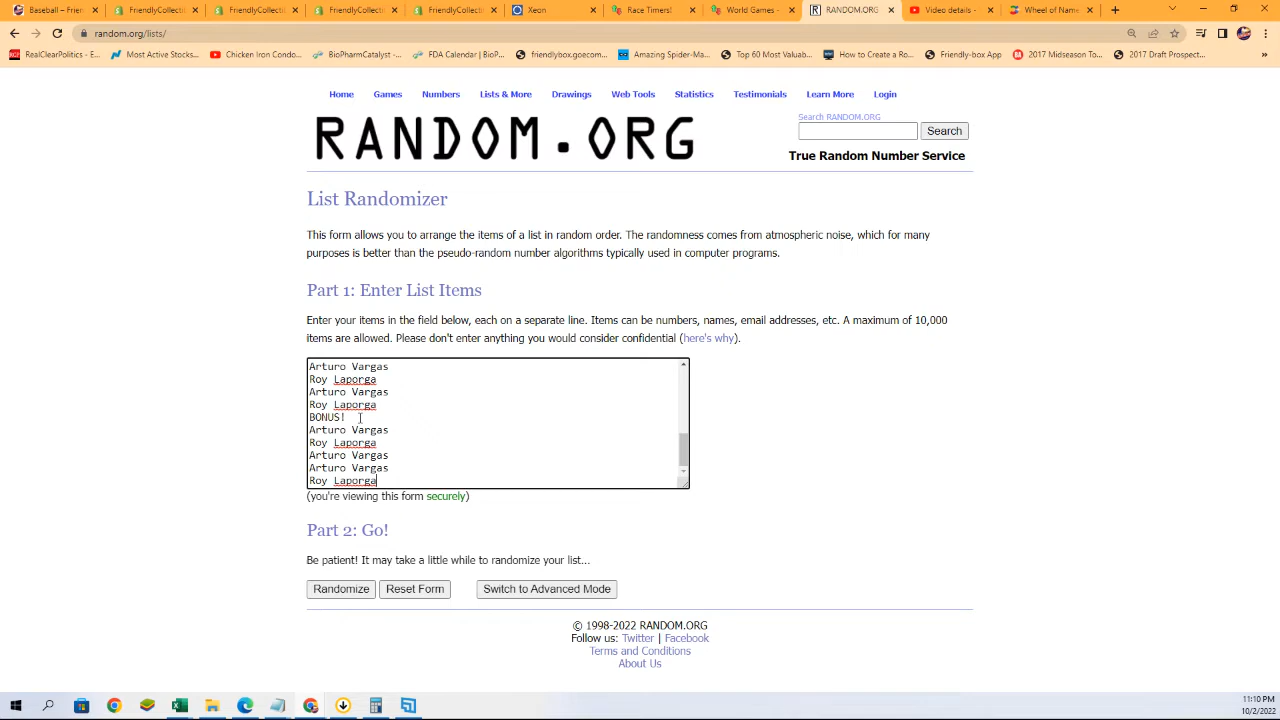 Baseball - Frien
FriendlyCollecti
FriendlyCollecti
FriendlyCollecti
FriendlyCollecti
Xeon
Race Timers!
World Games -
RANDOM.ORG
Video details -
Wheel of Name
random.org/lists/
RealClearPolitics - E...
Most Active Stocks...
Chicken Iron Condo...
BioPharmCatalyst -...
FDA Calendar | BioP...
friendlybox.goecom...
Amazing Spider-Ma...
Top 60 Most Valuab...
How to Create a Ro...
Friendly-box App
2017 Midseason To...
2017 Draft Prospect...
»
Home Games Numbers Lists & More Drawings Web Tools Statistics Testimonials Learn More Login
RANDOM.ORG
Search RANDOM.ORG
Search
True Random Number Service
List Randomizer
This form allows you to arrange the items of a list in random order. The randomness comes from atmospheric noise, which for many
purposes is better than the pseudo-random number algorithms typically used in computer programs.
Part 1: Enter List Items
Enter your items in the field below, each on a separate line. Items can be numbers, names, email addresses, etc. A maximum of 10,000
items are allowed. Please don't enter anything you would consider confidential (here's why).
Arturo Vargas
Roy Laporga
Arturo Vargas
Roy Laporga
BONUS!
Arturo Vargas
Roy Laporga
Arturo Vargas
Arturo Vargas
Roy Laporga
(you're viewing this form securely)
Part 2: Go!
Be patient! It may take a little while to randomize your list...
Randomize Reset Form Switch to Advanced Mode
© 1998-2022 RANDOM.ORG
Follow us: Twitter | Facebook
Terms and Conditions
About Us
11:10 PM
10/2/2022